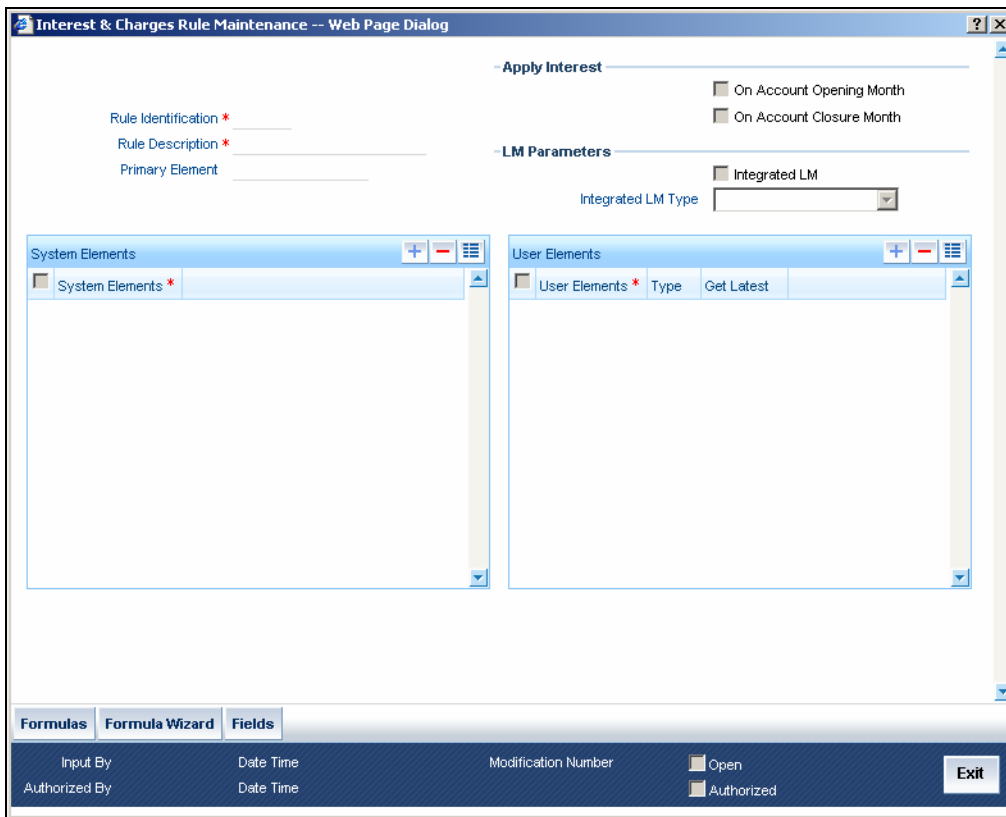 Interest & Charges Rule Maintenance -- Web Page Dialog
Apply Interest
On Account Opening Month
On Account Closure Month
Rule Identification *
Rule Description *
Primary Element
LM Parameters
Integrated LM
Integrated LM Type
System Elements
System Elements *
User Elements
User Elements * Type Get Latest
Formulas Formula Wizard Fields
Input By Date Time Modification Number Open
Authorized By Date Time Authorized
Exit